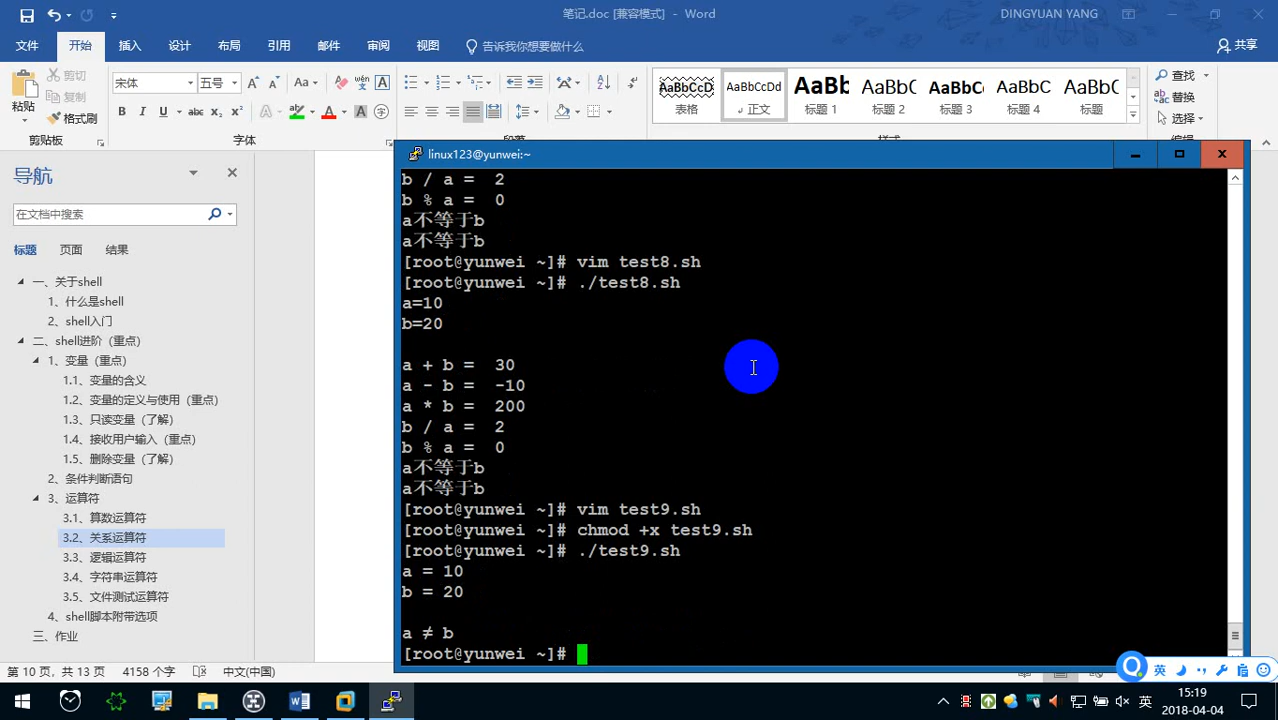 笔记.doc [兼容模式] - Word
DINGYUAN YANG
文件 开始 插入 设计 布局 引用 邮件 审阅 视图 告诉我你想要做什么 共享
粘贴
剪切
复制
格式刷
剪贴板
宋体 五号
字体
段落
AaBbCcDd 表格
AaBbCcDd 正文
AaBb 标题 1
AaBbC 标题 2
AaBbC 标题 3
AaBbC 标题 4
AaBbC 标题
样式
查找
替换
选择
编辑
导航
在文档中搜索
标题 页面 结果
一、关于shell
1、什么是shell
2、shell入门
二、shell进阶（重点）
1、变量（重点）
1.1、变量的含义
1.2、变量的定义与使用（重点）
1.3、只读变量（了解）
1.4、接收用户输入（重点）
1.5、删除变量（了解）
2、条件判断语句
3、运算符
3.1、算数运算符
3.2、关系运算符
3.3、逻辑运算符
3.4、字符串运算符
3.5、文件测试运算符
4、shell脚本附带选项
三、作业
linux123@yunwei:~
b / a = 2
b % a = 0
a不等于b
a不等于b
[root@yunwei ~]# vim test8.sh
[root@yunwei ~]# ./test8.sh
a=10
b=20
a + b = 30
a - b = -10
a * b = 200
b / a = 2
b % a = 0
a不等于b
a不等于b
[root@yunwei ~]# vim test9.sh
[root@yunwei ~]# chmod +x test9.sh
[root@yunwei ~]# ./test9.sh
a = 10
b = 20
a ≠ b
[root@yunwei ~]#
第 10 页，共 13 页 4158 个字 中文(中国)
英
英
15:19
2018-04-04